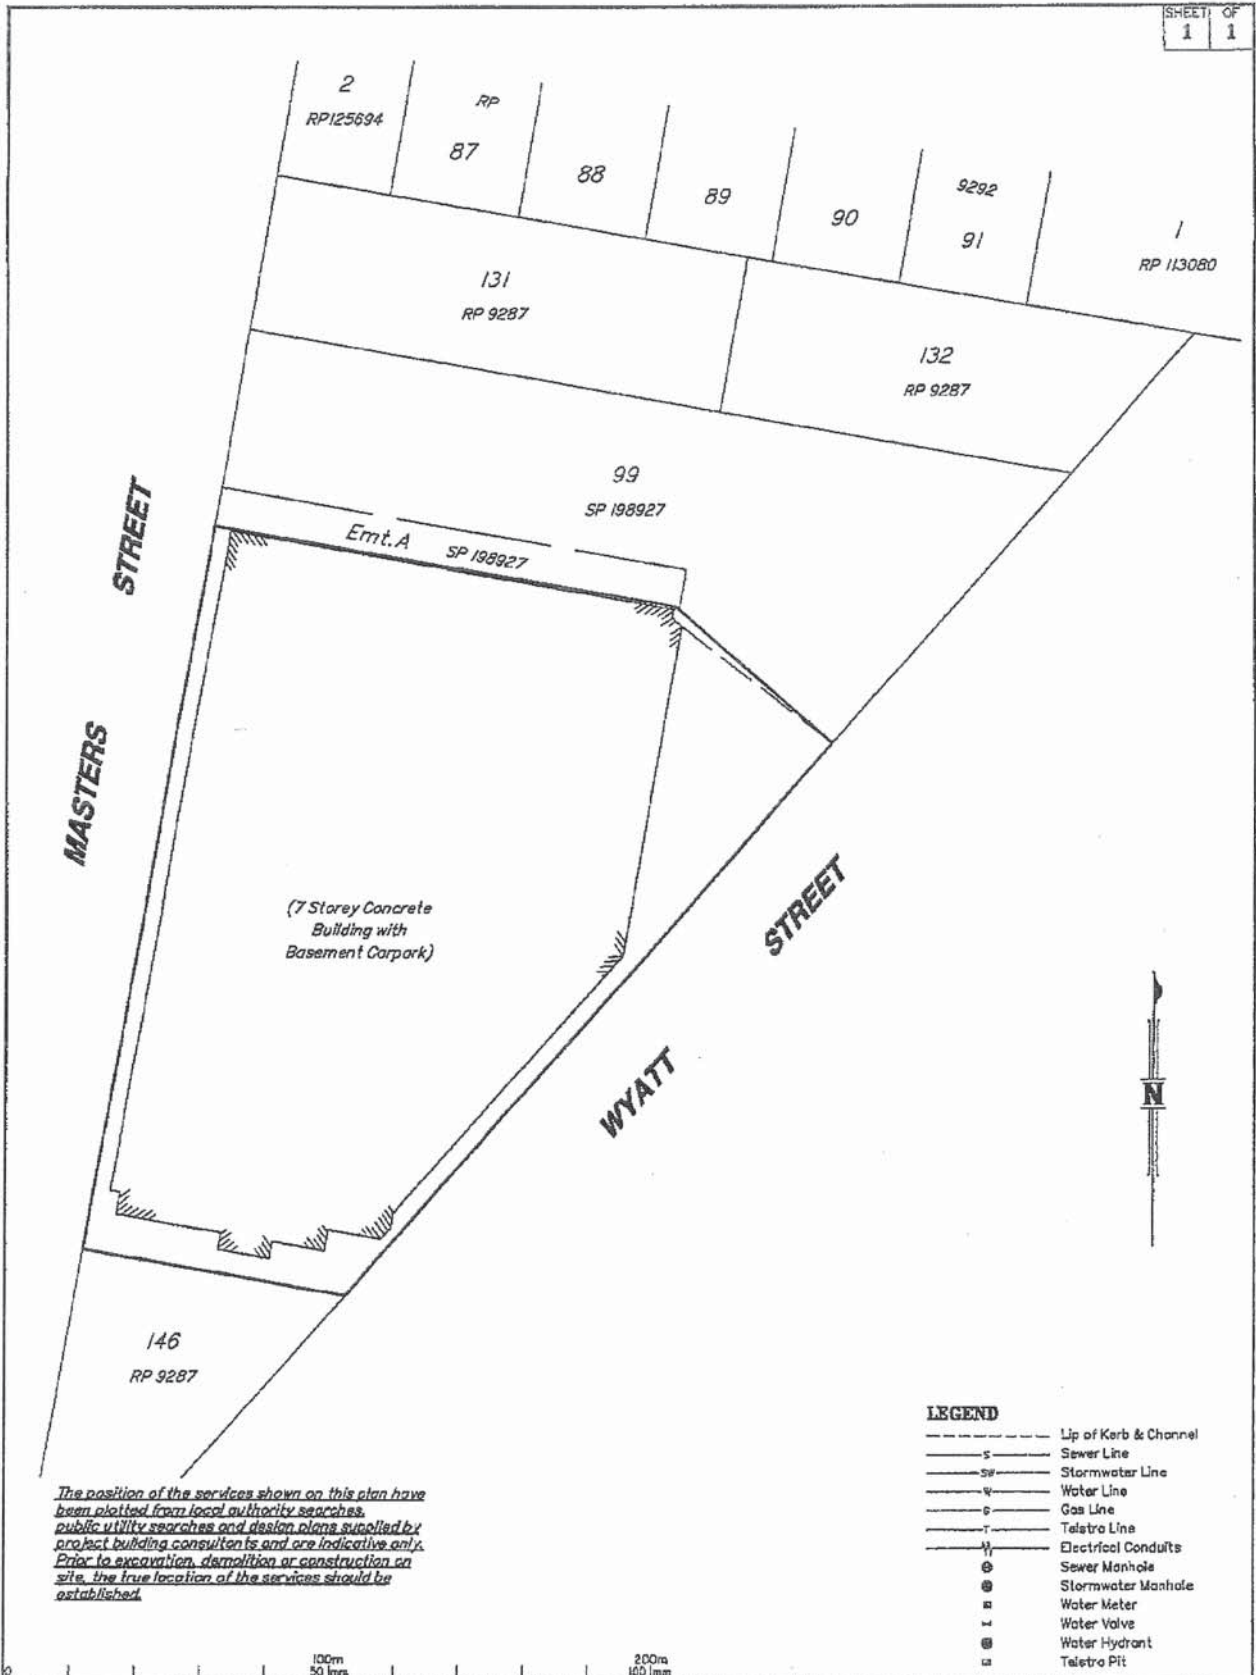 SHEET OF
1 1
2
RP125694
RP
87
88
89
90
9292
91
1
RP 113080
131
RP 9287
132
RP 9287
99
SP 198927
Emt.A SP 198927
MASTERS STREET
(7 Storey Concrete
Building with
Basement Carpark)
WYATT STREET
N
146
RP 9287
The position of the services shown on this plan have
been plotted from local authority searches,
public utility searches and design plans supplied by
project building consultants and are indicative only.
Prior to excavation, demolition or construction on
site, the true location of the services should be
established.
LEGEND
Lip of Kerb & Channel
S Sewer Line
SW Stormwater Line
W Water Line
G Gas Line
T Telstra Line
Electrical Conduits
Sewer Manhole
Stormwater Manhole
Water Meter
Water Valve
Water Hydrant
Telstra Pit
0 100m 200m
50 mm 100 mm